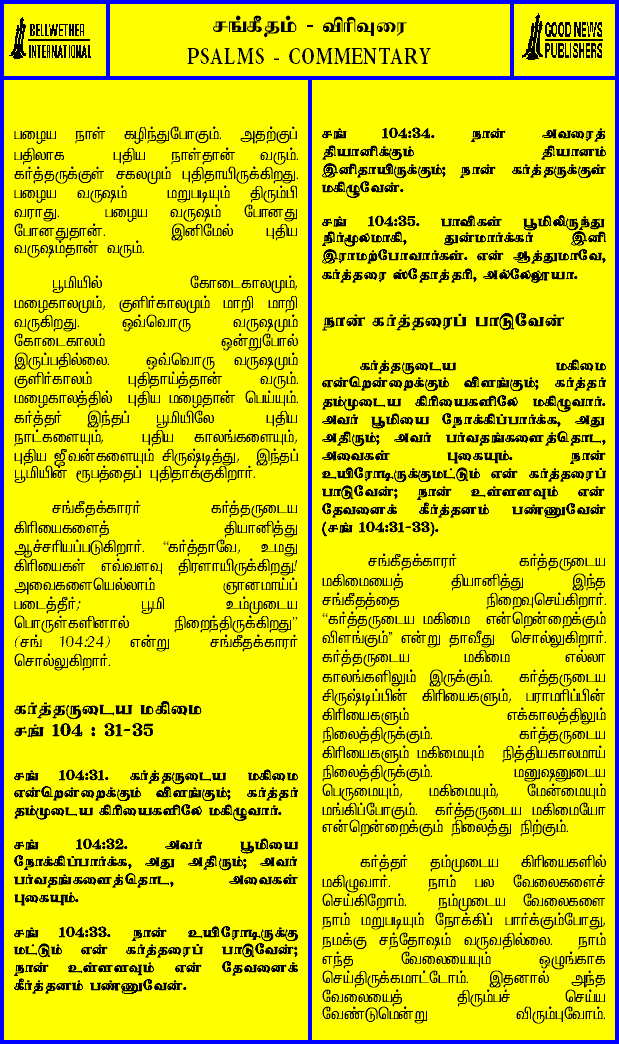 BELLWETHER
INTERNATIONAL
சங்கீதம் - விரிவுரை
PSALMS - COMMENTARY
GOOD NEWS
PUBLISHERS
பழைய நாள் கழிந்துபோகும். அதற்குப்
பதிலாக புதிய நாள்தான் வரும்.
கர்த்தருக்குள் சகலமும் புதிதாயிருக்கிறது.
பழைய வருஷம் மறுபடியும் திரும்பி
வராது. பழைய வருஷம் போனது
போனதுதான். இனிமேல் புதிய
வருஷம்தான் வரும்.
பூமியில் கோடைகாலமும்,
மழைகாலமும், குளிர்காலமும் மாறி மாறி
வருகிறது. ஒவ்வொரு வருஷமும்
கோடைகாலம் ஒன்றுபோல்
இருப்பதில்லை. ஒவ்வொரு வருஷமும்
குளிர்காலம் புதிதாய்த்தான் வரும்.
மழைகாலத்தில் புதிய மழைதான் பெய்யும்.
கர்த்தர் இந்தப் பூமியிலே புதிய
நாட்களையும், புதிய காலங்களையும்,
புதிய ஜீவன்களையும் சிருஷ்டித்து, இந்தப்
பூமியின் ரூபத்தைப் புதிதாக்குகிறார்.
சங்கீதக்காரர் கர்த்தருடைய
கிரியைகளைத் தியானித்து
ஆச்சரியப்படுகிறார். “கர்த்தாவே, உமது
கிரியைகள் எவ்வளவு திரளாயிருக்கிறது!
அவைகளையெல்லாம் ஞானமாய்ப்
படைத்தீர்; பூமி உம்முடைய
பொருள்களினால் நிறைந்திருக்கிறது”
(சங் 104:24) என்று சங்கீதக்காரர்
சொல்லுகிறார்.
கர்த்தருடைய மகிமை
சங் 104 : 31-35
சங் 104:31. கர்த்தருடைய மகிமை
என்றென்றைக்கும் விளங்கும்; கர்த்தர்
தம்முடைய கிரியைகளிலே மகிழுவார்.
சங் 104:32. அவர் பூமியை
நோக்கிப்பார்க்க, அது அதிரும்; அவர்
பர்வதங்களைத்தொட, அவைகள்
புகையும்.
சங் 104:33. நான் உயிரோடிருக்கு
மட்டும் என் கர்த்தரைப் பாடுவேன்;
நான் உள்ளளவும் என் தேவனைக்
கீர்த்தனம் பண்ணுவேன்.
சங் 104:34. நான் அவரைத்
தியானிக்கும் தியானம்
இனிதாயிருக்கும்; நான் கர்த்தருக்குள்
மகிழுவேன்.
சங் 104:35. பாவிகள் பூமியிலிருந்து
நிர்மூலமாகி, துன்மார்க்கர் இனி
இராமற்போவார்கள். என் ஆத்துமாவே,
கர்த்தரை ஸ்தோத்தரி, அல்லேலூயா.
நான் கர்த்தரைப் பாடுவேன்
கர்த்தருடைய மகிமை
என்றென்றைக்கும் விளங்கும்; கர்த்தர்
தம்முடைய கிரியைகளிலே மகிழுவார்.
அவர் பூமியை நோக்கிப்பார்க்க, அது
அதிரும்; அவர் பர்வதங்களைத்தொட,
அவைகள் புகையும். நான்
உயிரோடிருக்குமட்டும் என் கர்த்தரைப்
பாடுவேன்; நான் உள்ளளவும் என்
தேவனைக் கீர்த்தனம் பண்ணுவேன்
(சங் 104:31-33).
சங்கீதக்காரர் கர்த்தருடைய
மகிமையைத் தியானித்து இந்த
சங்கீதத்தை நிறைவுசெய்கிறார்.
“கர்த்தருடைய மகிமை என்றென்றைக்கும்
விளங்கும்” என்று தாவீது சொல்லுகிறார்.
கர்த்தருடைய மகிமை எல்லா
காலங்களிலும் இருக்கும். கர்த்தருடைய
சிருஷ்டிப்பின் கிரியைகளும், பராமரிப்பின்
கிரியைகளும் எக்காலத்திலும்
நிலைத்திருக்கும். கர்த்தருடைய
கிரியைகளும் மகிமையும் நித்தியகாலமாய்
நிலைத்திருக்கும். மனுஷனுடைய
பெருமையும், மகிமையும், மேன்மையும்
மங்கிப்போகும். கர்த்தருடைய மகிமையோ
என்றென்றைக்கும் நிலைத்து நிற்கும்.
கர்த்தர் தம்முடைய கிரியைகளில்
மகிழுவார். நாம் பல வேலைகளைச்
செய்கிறோம். நம்முடைய வேலைகளை
நாம் மறுபடியும் நோக்கிப் பார்க்கும்போது,
நமக்கு சந்தோஷம் வருவதில்லை. நாம்
எந்த வேலையையும் ஒழுங்காக
செய்திருக்கமாட்டோம். இதனால் அந்த
வேலையைத் திரும்பச் செய்ய
வேண்டுமென்று விரும்புவோம்.